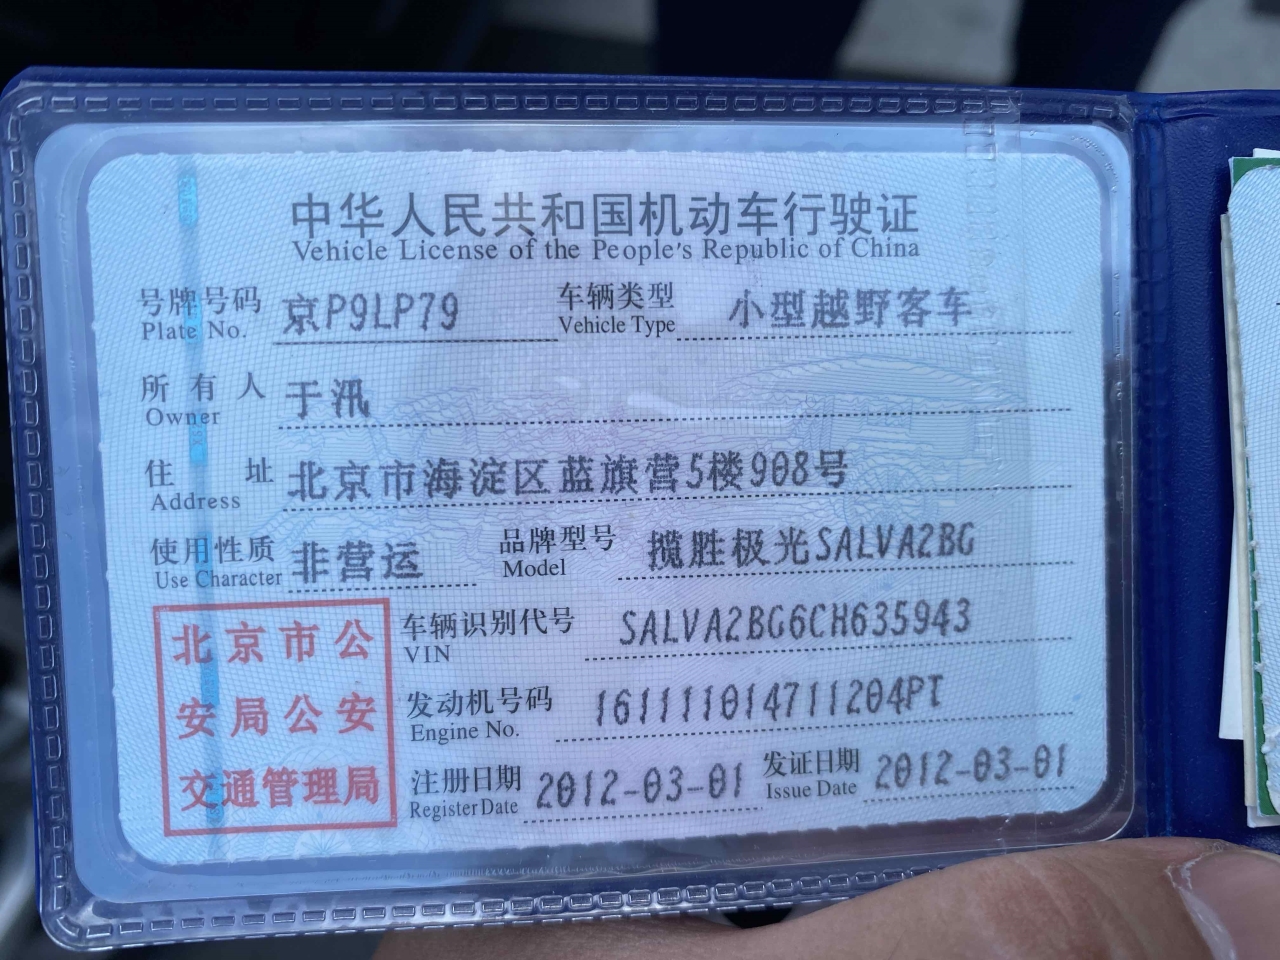 中华人民共和国机动车行驶证
Vehicle License of the People's Republic of China
号牌号码 京P9LP79 车辆类型 小型越野客车
Plate No. Vehicle Type
所有人 于汛
Owner
住址 北京市海淀区蓝旗营5楼908号
Address
使用性质 非营运 品牌型号 揽胜极光SALVA2BG
Use Character Model
北京市公
安局公安
交通管理局
车辆识别代号 SALVA2BG6CH635943
VIN
发动机号码 161111014711204PT
Engine No.
注册日期 2012-03-01 发证日期 2012-03-01
Register Date Issue Date